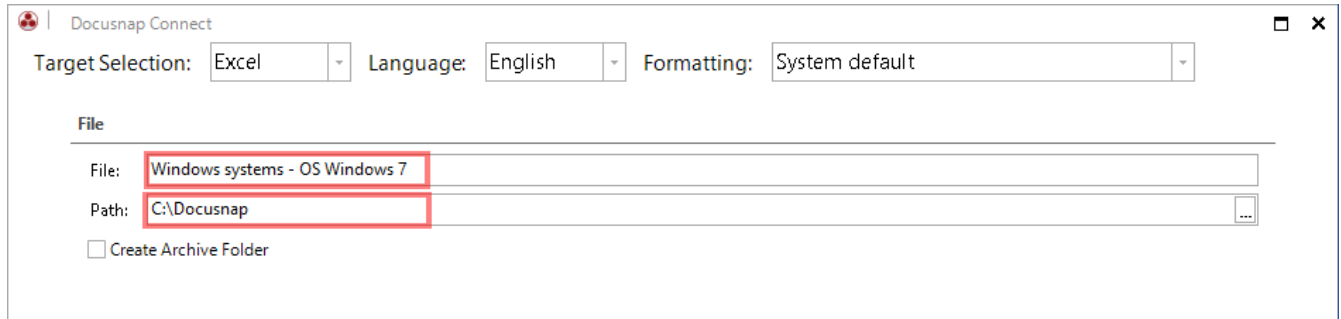 Docusnap Connect
Target Selection: Excel Language: English Formatting: System default
File
File: Windows systems - OS Windows 7
Path: C:\Docusnap ...
Create Archive Folder